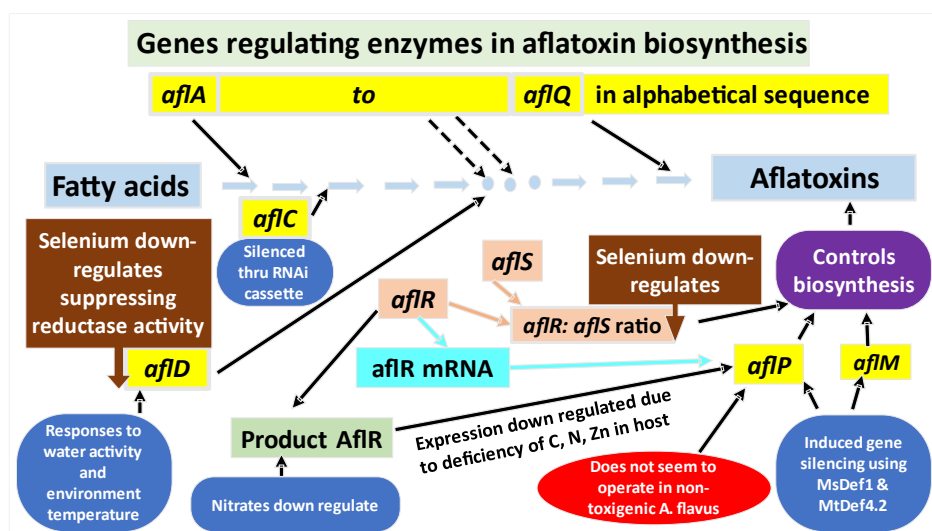 Genes regulating enzymes in aflatoxin biosynthesis
aflA to aflQ in alphabetical sequence
Fatty acids
Aflatoxins
aflC
Silenced
thru RNAi
cassette
Selenium down-
regulates
suppressing
reductase activity
aflD
Responses to
water activity
and
environment
temperature
aflS
aflR
aflR: aflS ratio
Selenium down-
regulates
Controls
biosynthesis
aflR mRNA
aflP
aflM
Product AflR
Nitrates down regulate
Expression down regulated due
to deficiency of C, N, Zn in host
Does not seem to
operate in non-
toxigenic A. flavus
Induced gene
silencing using
MsDef1 &
MtDef4.2